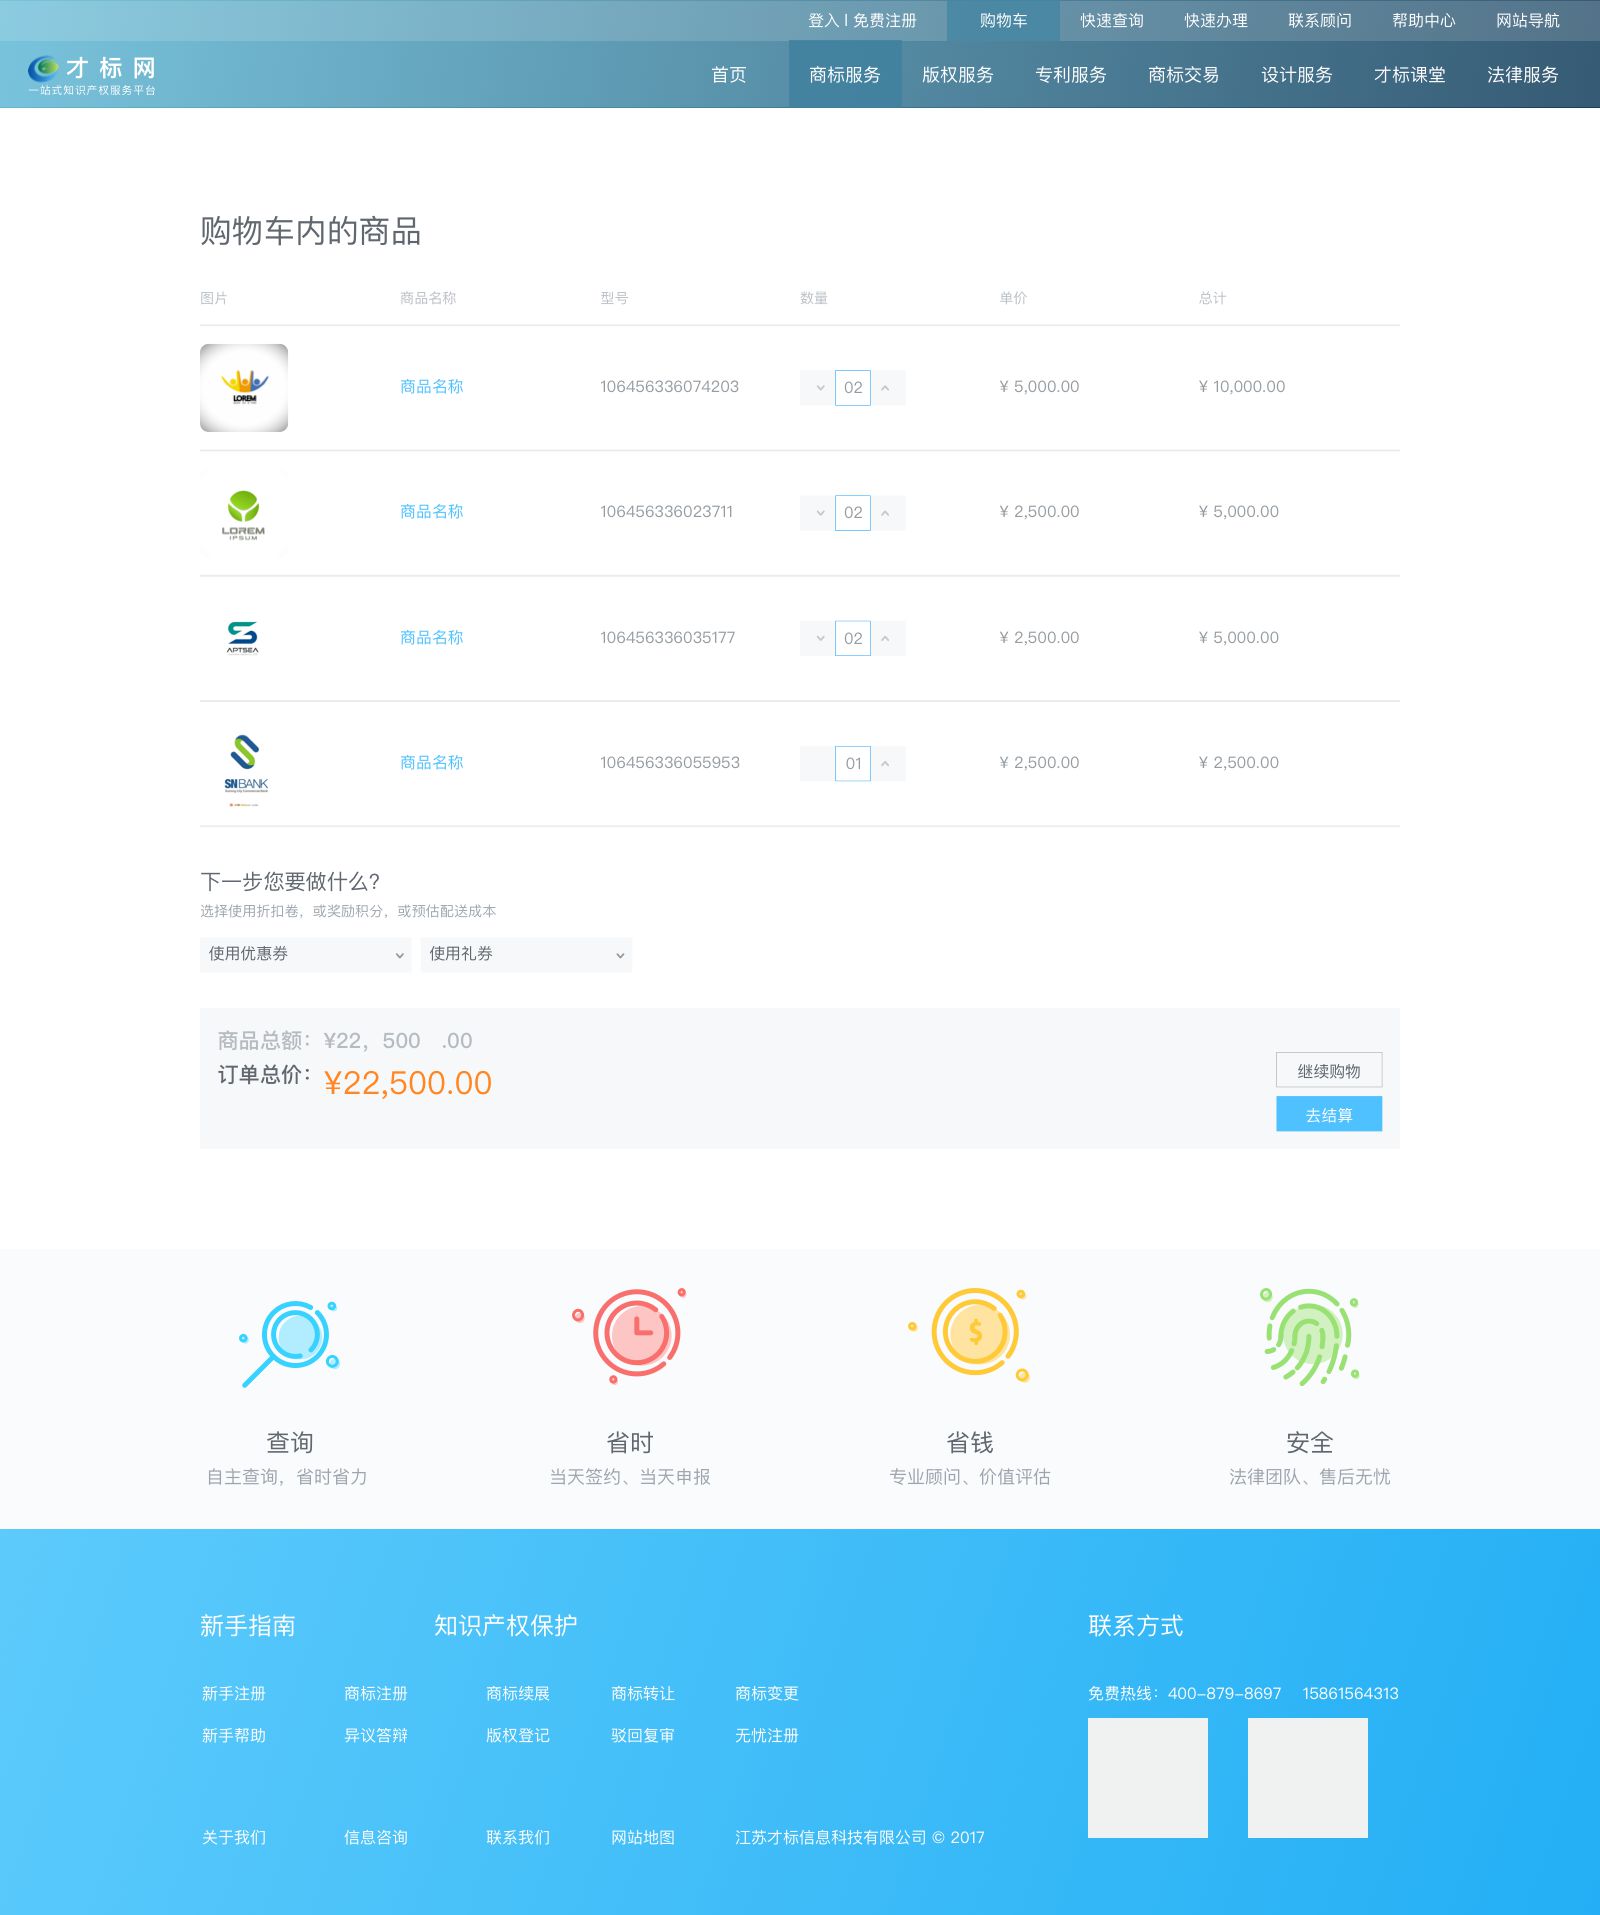 登入 | 免费注册 购物车 快速查询 快速办理 联系顾问 帮助中心 网站导航
才标网
一站式知识产权服务平台
首页 商标服务 版权服务 专利服务 商标交易 设计服务 才标课堂 法律服务
购物车内的商品
图片 商品名称 型号 数量 单价 总计
LOREM
商品名称 106456336074203 02 ¥ 5,000.00 ¥ 10,000.00
LOREM
IPSUM
商品名称 106456336023711 02 ¥ 2,500.00 ¥ 5,000.00
APTSEA
商品名称 106456336035177 02 ¥ 2,500.00 ¥ 5,000.00
SNBANK
商品名称 106456336055953 01 ¥ 2,500.00 ¥ 2,500.00
下一步您要做什么?
选择使用折扣卷，或奖励积分，或预估配送成本
使用优惠券 使用礼券
商品总额：¥22，500 .00
订单总价：¥22,500.00
继续购物
去结算
查询 省时 省钱 安全
自主查询，省时省力 当天签约、当天申报 专业顾问、价值评估 法律团队、售后无忧
新手指南 知识产权保护 联系方式
新手注册 商标注册 商标续展 商标转让 商标变更 免费热线：400-879-8697 15861564313
新手帮助 异议答辩 版权登记 驳回复审 无忧注册
关于我们 信息咨询 联系我们 网站地图 江苏才标信息科技有限公司 © 2017